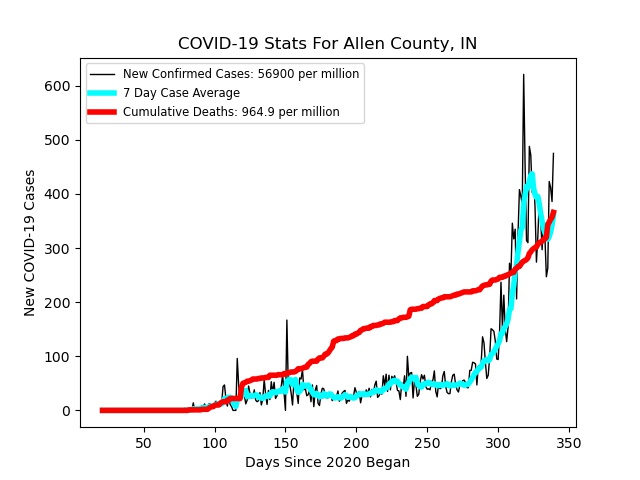 COVID-19 Stats For Allen County, IN
New Confirmed Cases: 56900 per million
7 Day Case Average
Cumulative Deaths: 964.9 per million
New COVID-19 Cases
600
500
400
300
200
100
0
50 100 150 200 250 300 350
Days Since 2020 Began